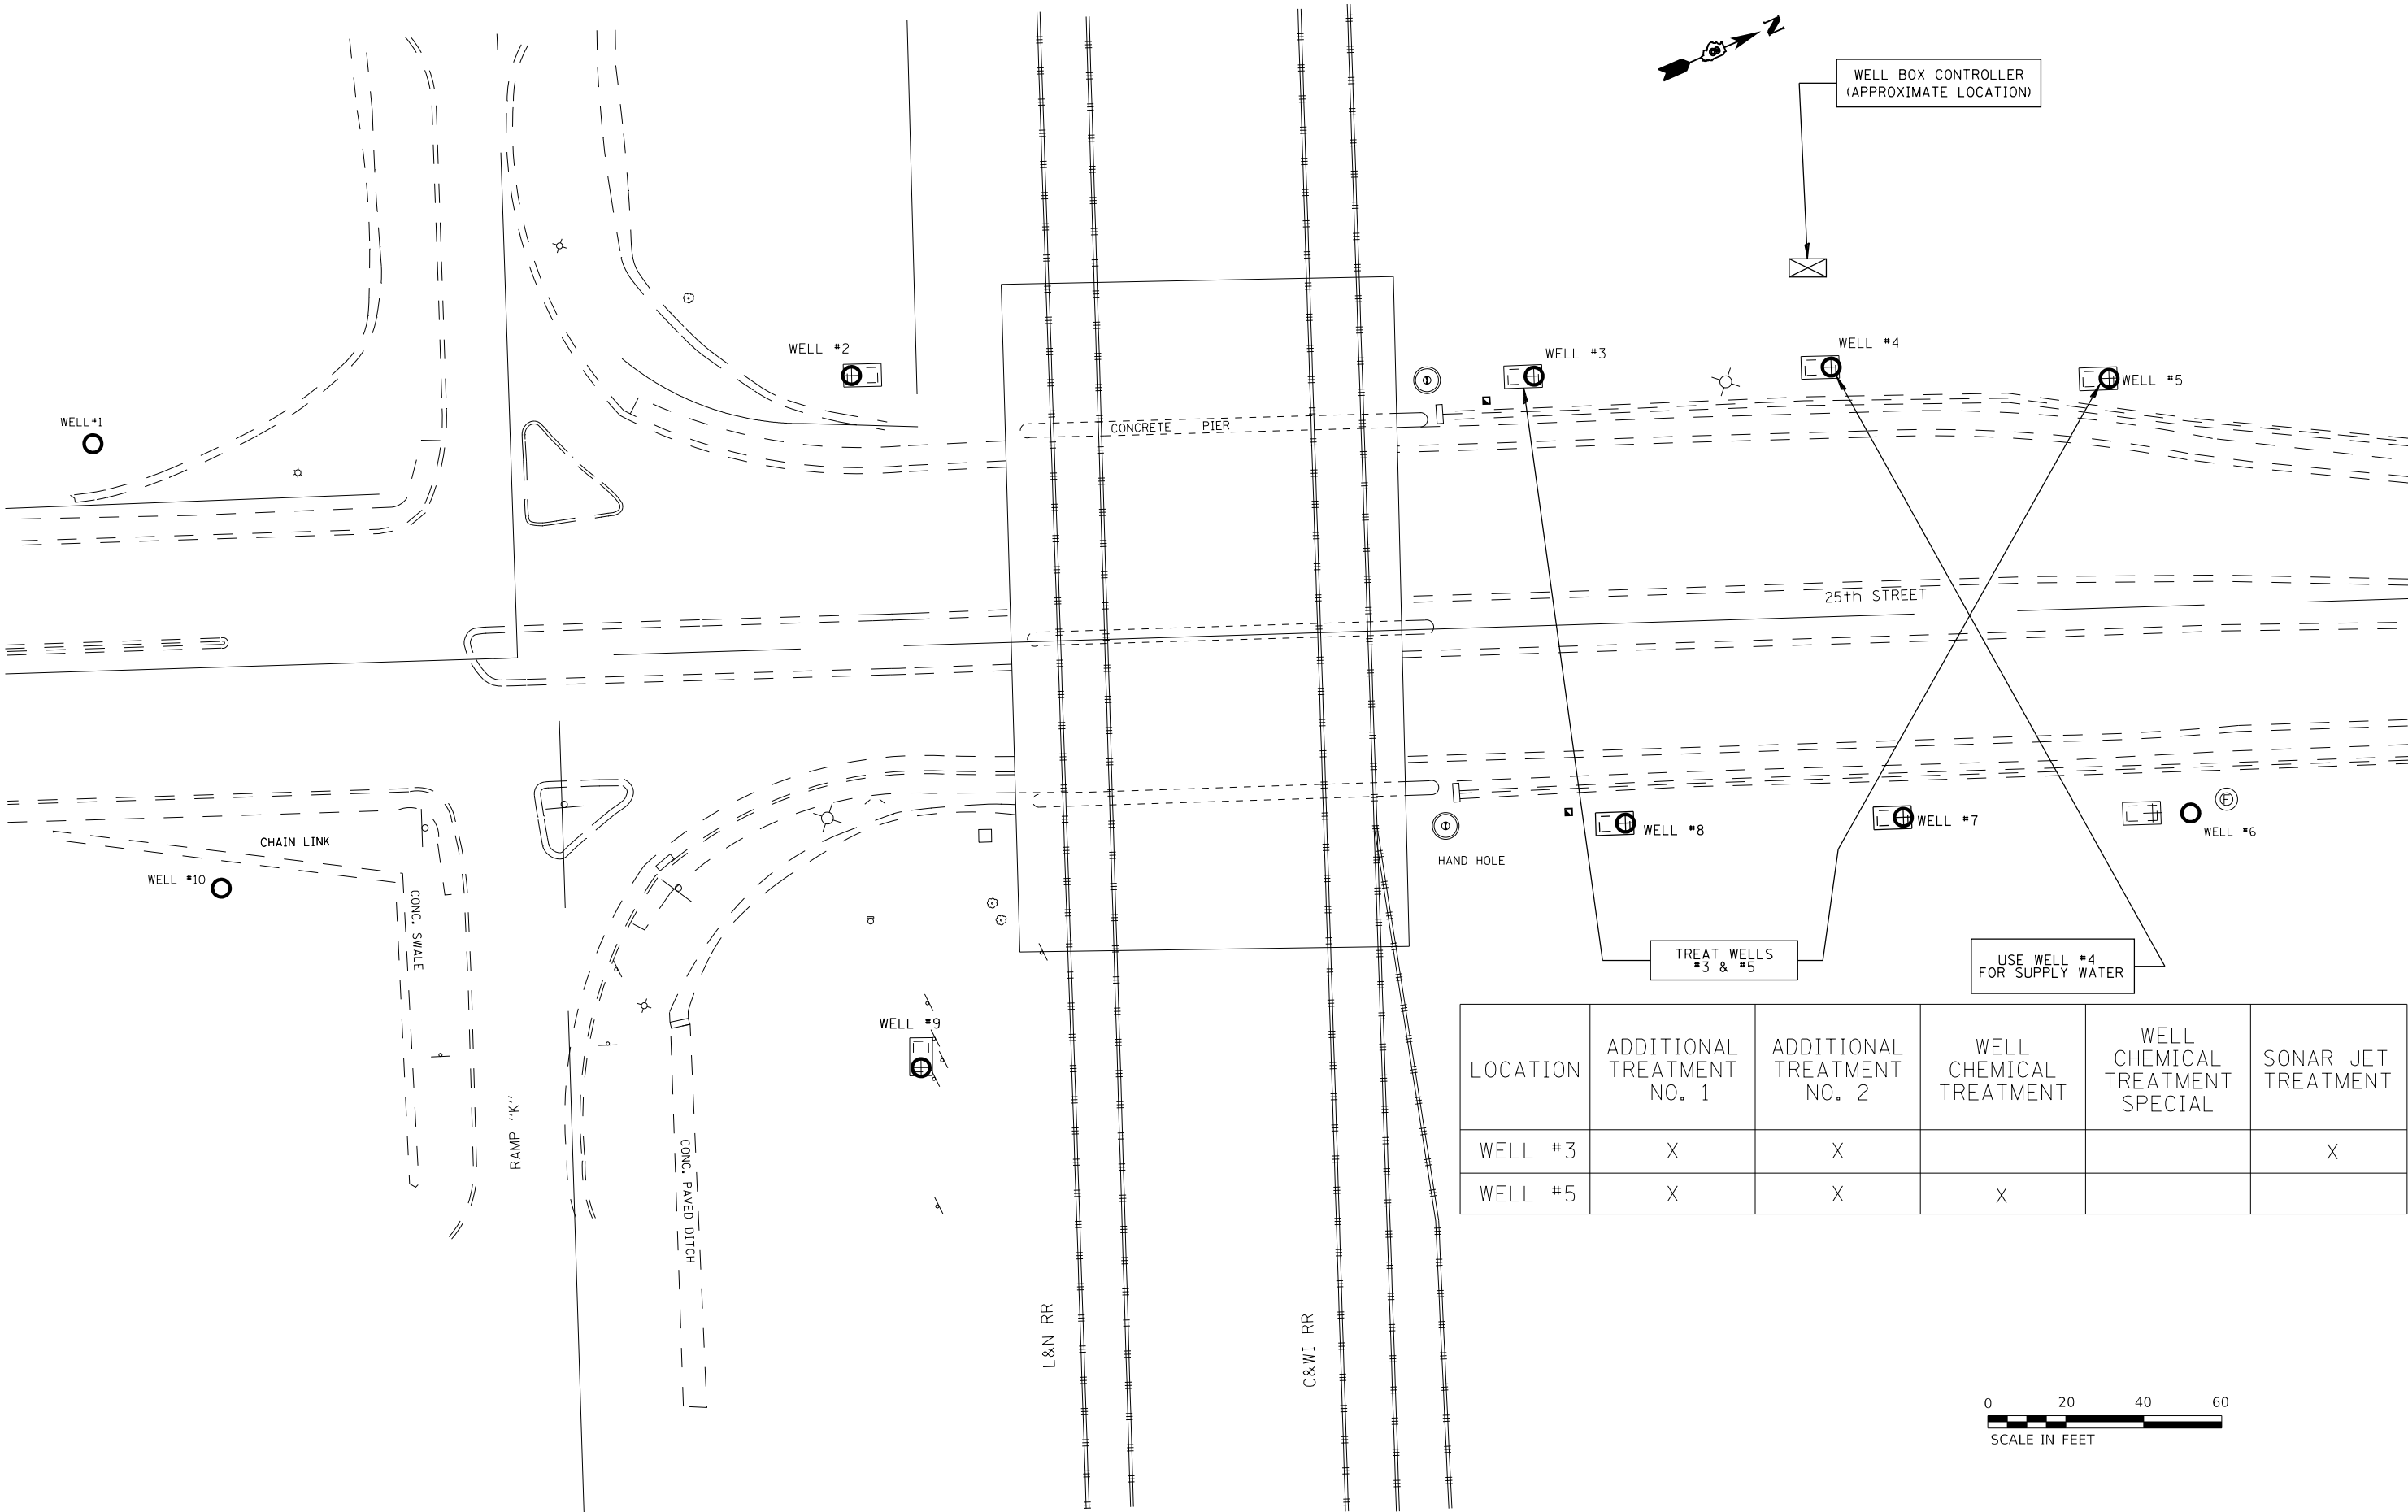 N
WELL BOX CONTROLLER
(APPROXIMATE LOCATION)
WELL #2
WELL #3
WELL #4
WELL #5
WELL#1
CONCRETE PIER
25th STREET
CHAIN LINK
WELL #10
CONC. SWALE
HAND HOLE
WELL #8
WELL #7
WELL #6
E
TREAT WELLS
#3 & #5
USE WELL #4
FOR SUPPLY WATER
WELL #9
RAMP "K"
CONC. PAVED DITCH
L&N RR
C&WI RR
LOCATION
ADDITIONAL
TREATMENT
NO. 1
ADDITIONAL
TREATMENT
NO. 2
WELL
CHEMICAL
TREATMENT
WELL
CHEMICAL
TREATMENT
SPECIAL
SONAR JET
TREATMENT
WELL #3 X X X
WELL #5 X X X
0 20 40 60
SCALE IN FEET